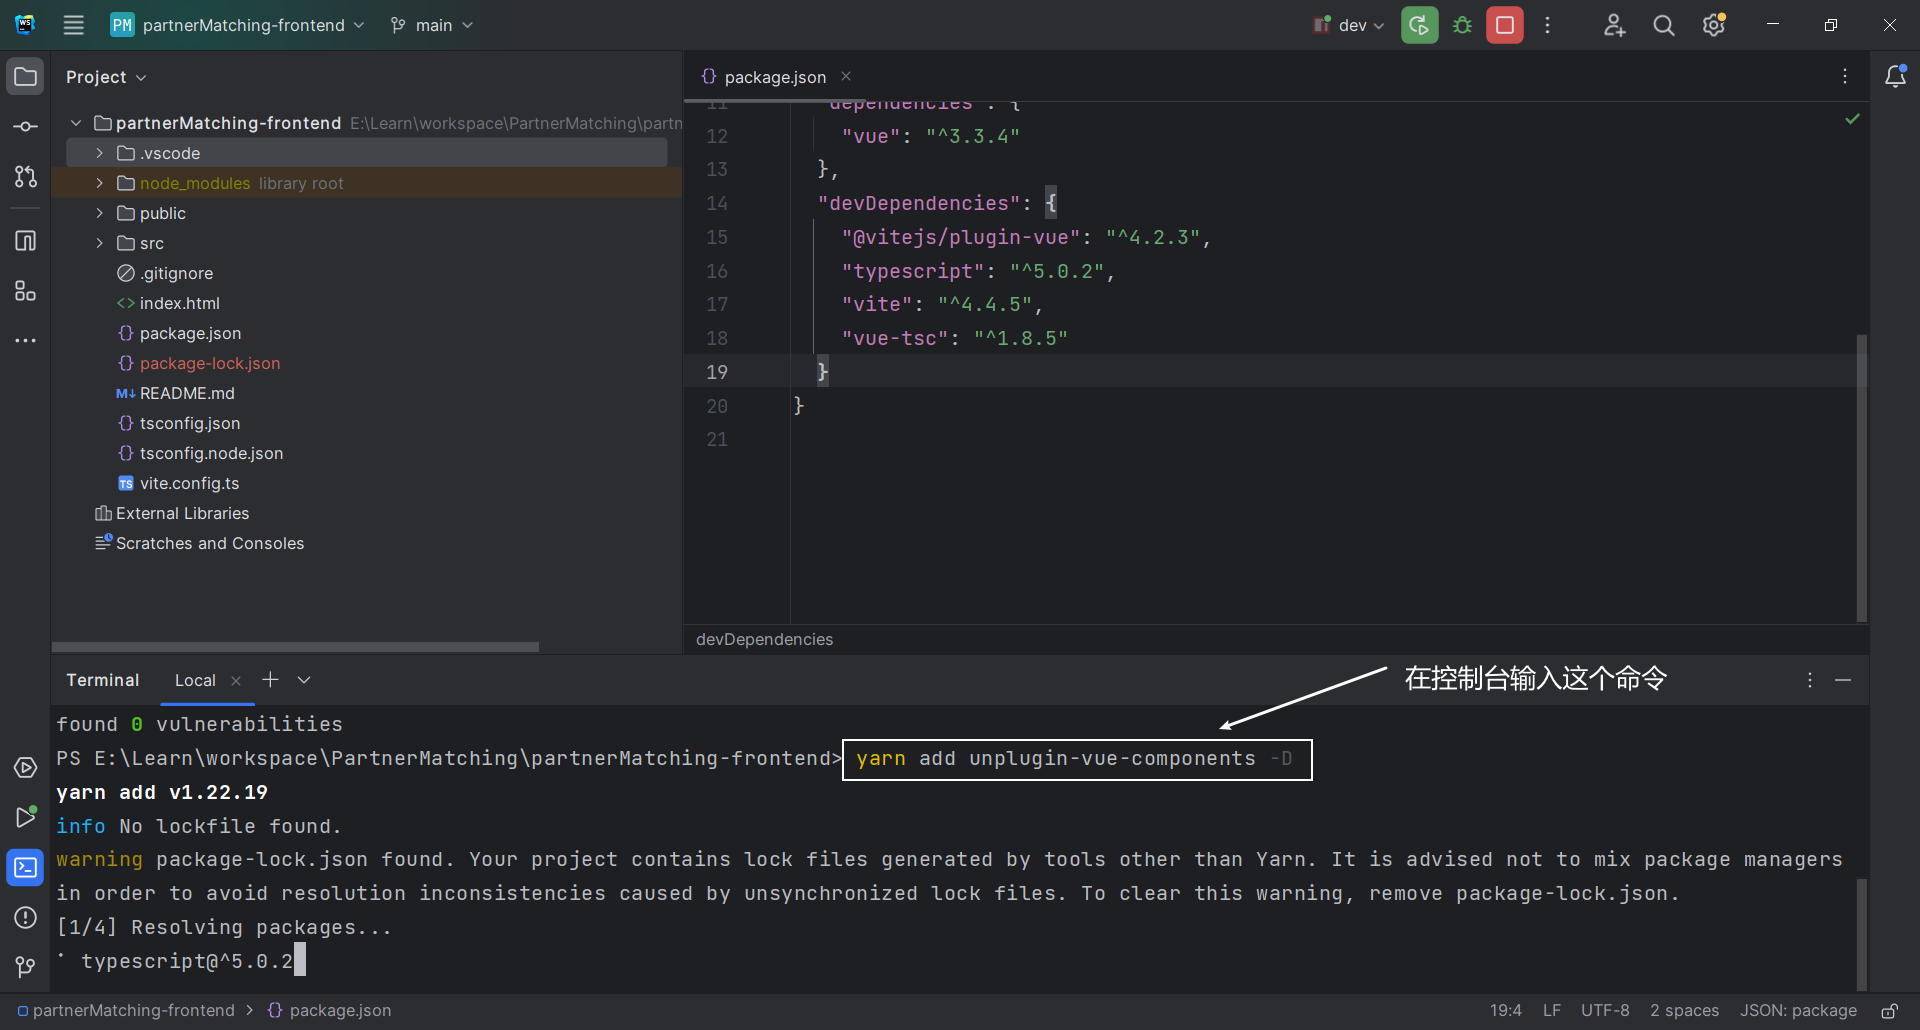 WS
PM partnerMatching-frontend main dev
Project
package.json
partnerMatching-frontend E:\Learn\workspace\PartnerMatching\partn
.vscode
node_modules library root
public
src
.gitignore
index.html
package.json
package-lock.json
M↓ README.md
tsconfig.json
tsconfig.node.json
TS vite.config.ts
External Libraries
Scratches and Consoles
11 "dependencies": {
12 "vue": "^3.3.4"
13 },
14 "devDependencies": {
15 "@vitejs/plugin-vue": "^4.2.3",
16 "typescript": "^5.0.2",
17 "vite": "^4.4.5",
18 "vue-tsc": "^1.8.5"
19 }
20 }
21
devDependencies
Terminal Local
在控制台输入这个命令
found 0 vulnerabilities
PS E:\Learn\workspace\PartnerMatching\partnerMatching-frontend> yarn add unplugin-vue-components -D
yarn add v1.22.19
info No lockfile found.
warning package-lock.json found. Your project contains lock files generated by tools other than Yarn. It is advised not to mix package managers
in order to avoid resolution inconsistencies caused by unsynchronized lock files. To clear this warning, remove package-lock.json.
[1/4] Resolving packages...
⠁ typescript@^5.0.2
partnerMatching-frontend > {} package.json
19:4 LF UTF-8 2 spaces JSON: package